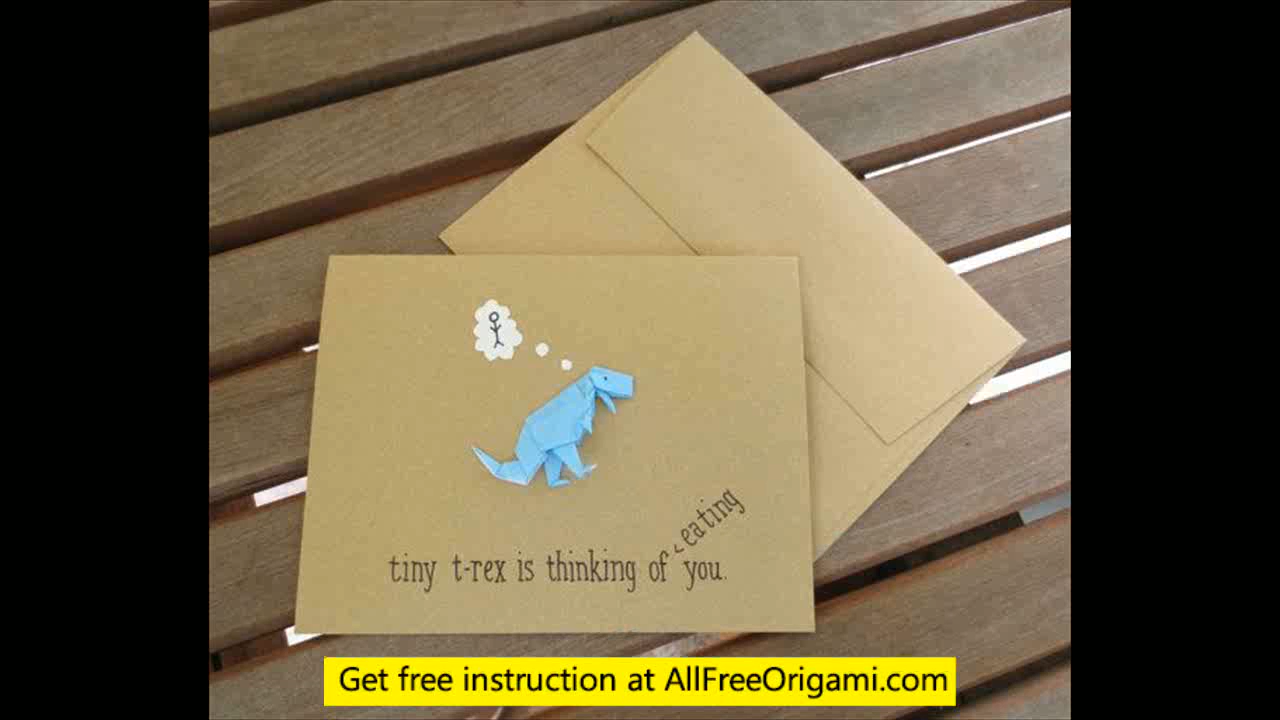 eating
tiny t-rex is thinking of you.
Get free instruction at AllFreeOrigami.com